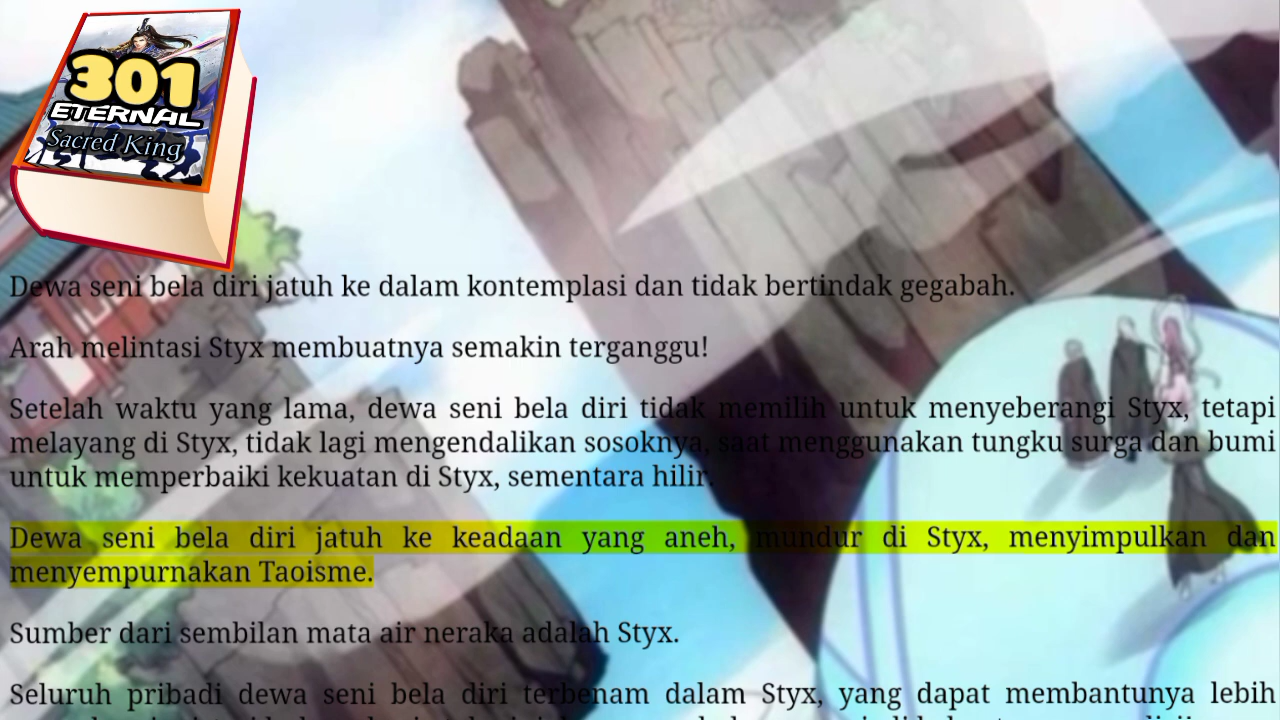 301
ETERNAL
Sacred King
Dewa seni bela diri jatuh ke dalam kontemplasi dan tidak bertindak gegabah.
Arah melintasi Styx membuatnya semakin terganggu!
Setelah waktu yang lama, dewa seni bela diri tidak memilih untuk menyeberangi Styx, tetapi
melayang di Styx, tidak lagi mengendalikan sosoknya, saat menggunakan tungku surga dan bumi
untuk memperbaiki kekuatan di Styx, sementara hilir.
Dewa seni bela diri jatuh ke keadaan yang aneh, mundur di Styx, menyimpulkan dan
menyempurnakan Taoisme.
Sumber dari sembilan mata air neraka adalah Styx.
Seluruh pribadi dewa seni bela diri terbenam dalam Styx, yang dapat membantunya lebih